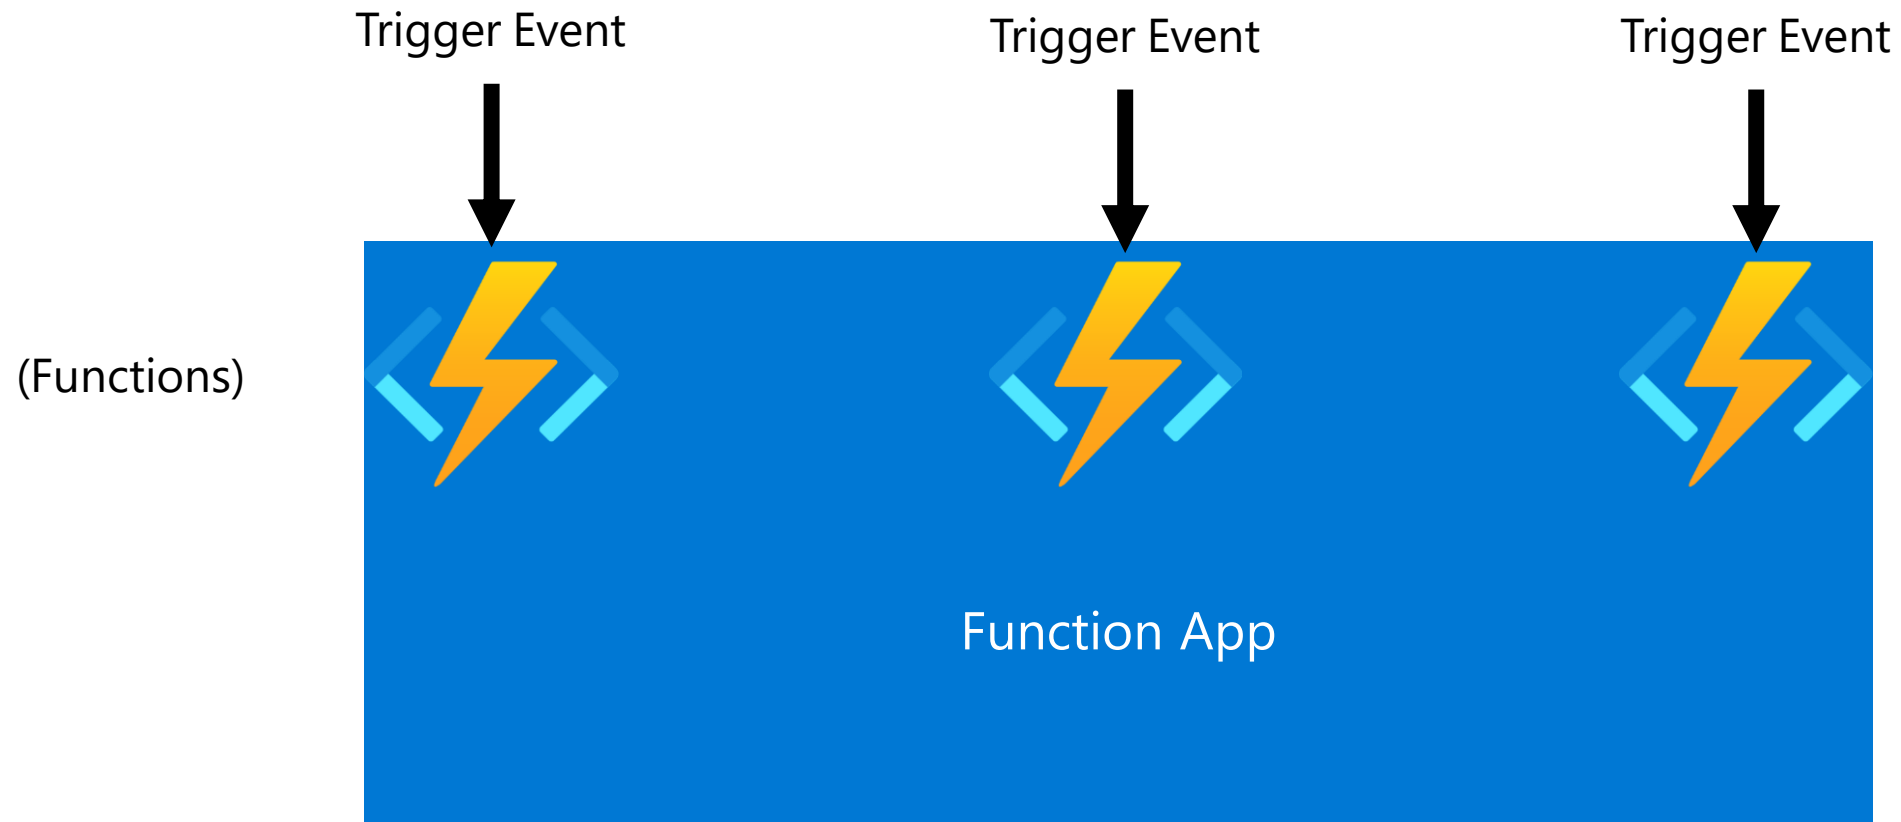 Trigger Event
Trigger Event
Trigger Event
(Functions)
Function App